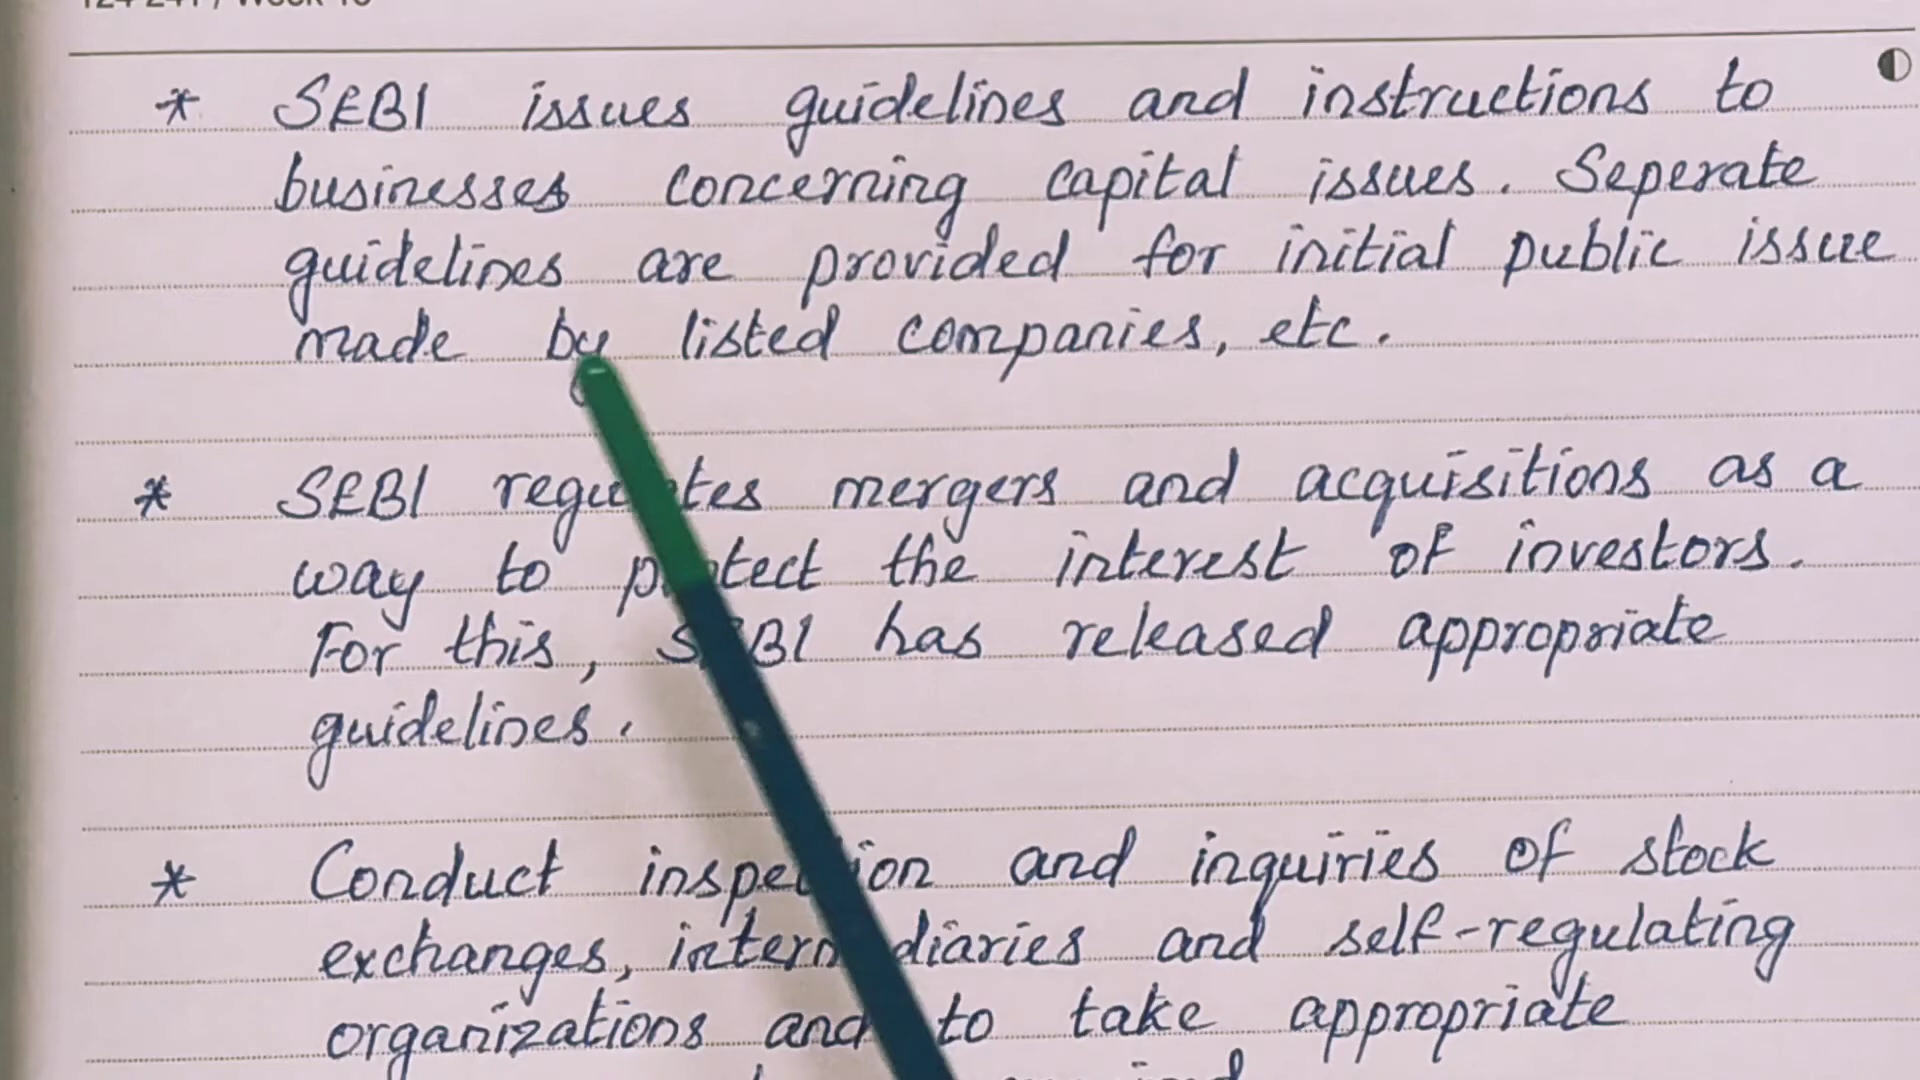 * SEBI issues guidelines and instructions to
businesses concerning capital issues. Seperate
guidelines are provided for initial public issue
made by listed companies, etc.
* SEBI regulates mergers and acquisitions as a
way to protect the interest of investors.
For this, SEBI has released appropriate
guidelines.
* Conduct inspection and inquiries of stock
exchanges, intermediaries and self-regulating
organizations and to take appropriate